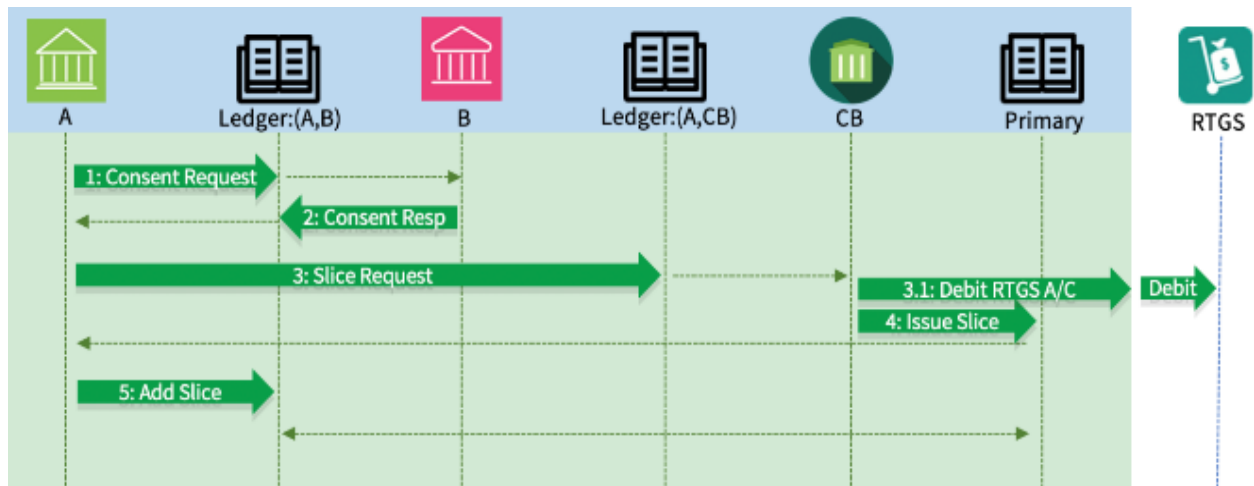 A
Ledger:(A,B)
B
Ledger:(A,CB)
CB
Primary
RTGS
1: Consent Request
2: Consent Resp
3: Slice Request
3.1: Debit RTGS A/C
Debit
4: Issue Slice
5: Add Slice